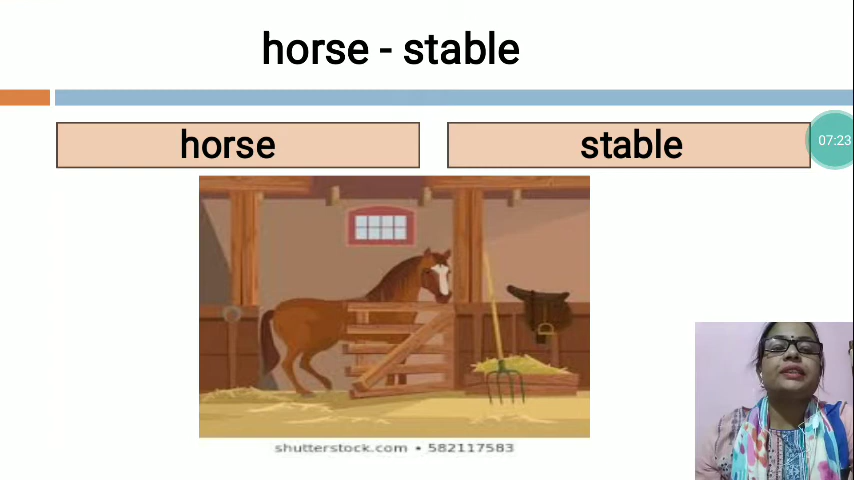 horse - stable
horse
stable
07:23
shutterstock.com • 582117583